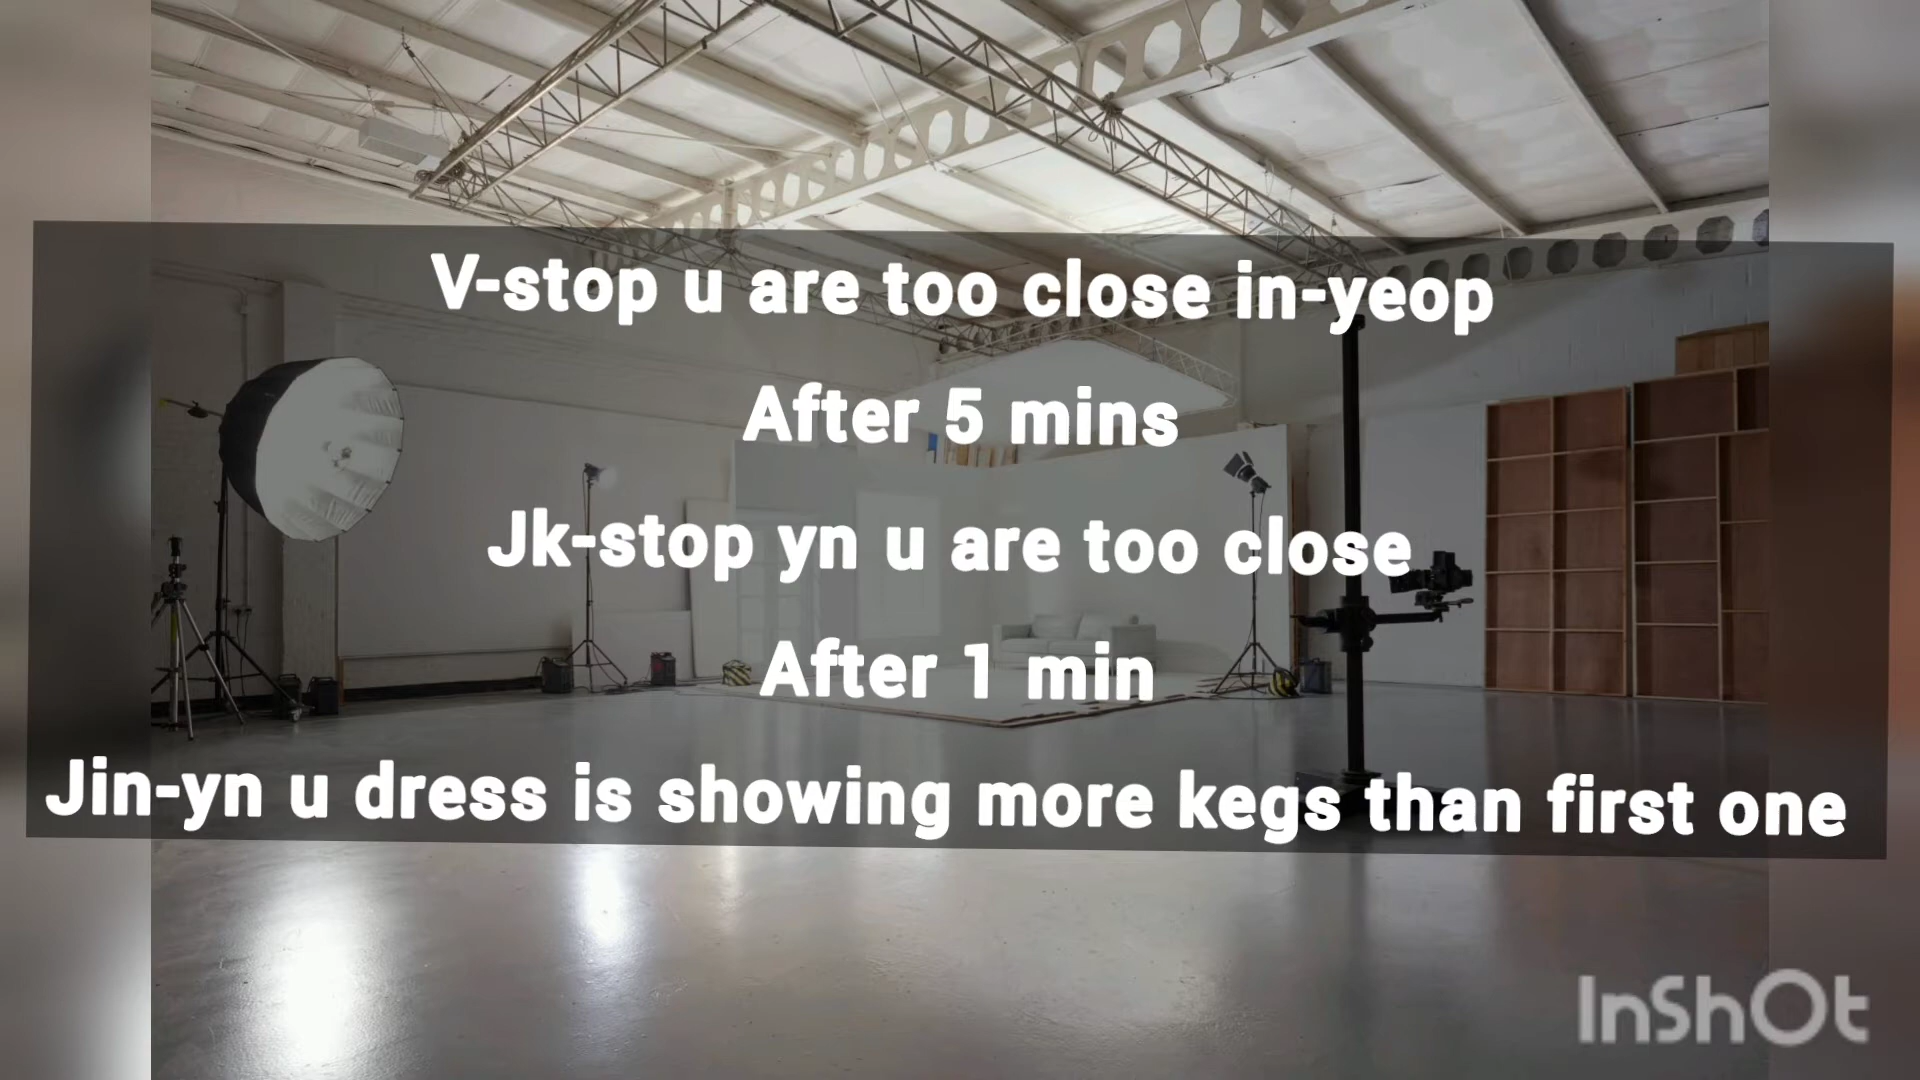 V-stop u are too close in-yeop
After 5 mins
Jk-stop yn u are too close
After 1 min
Jin-yn u dress is showing more kegs than first one
InShOt